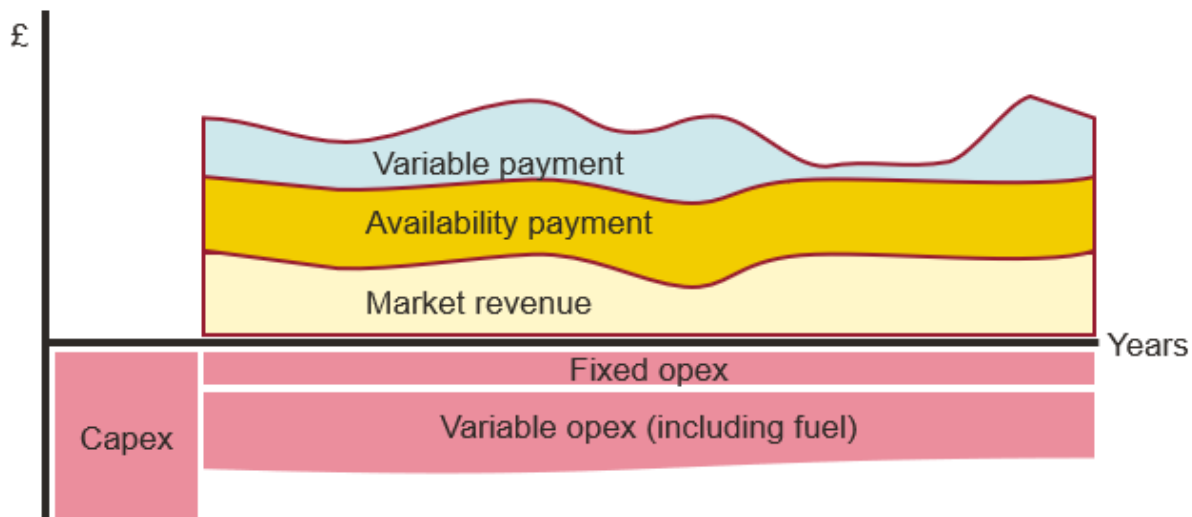 £
Variable payment
Availability payment
Market revenue
Years
Fixed opex
Variable opex (including fuel)
Capex